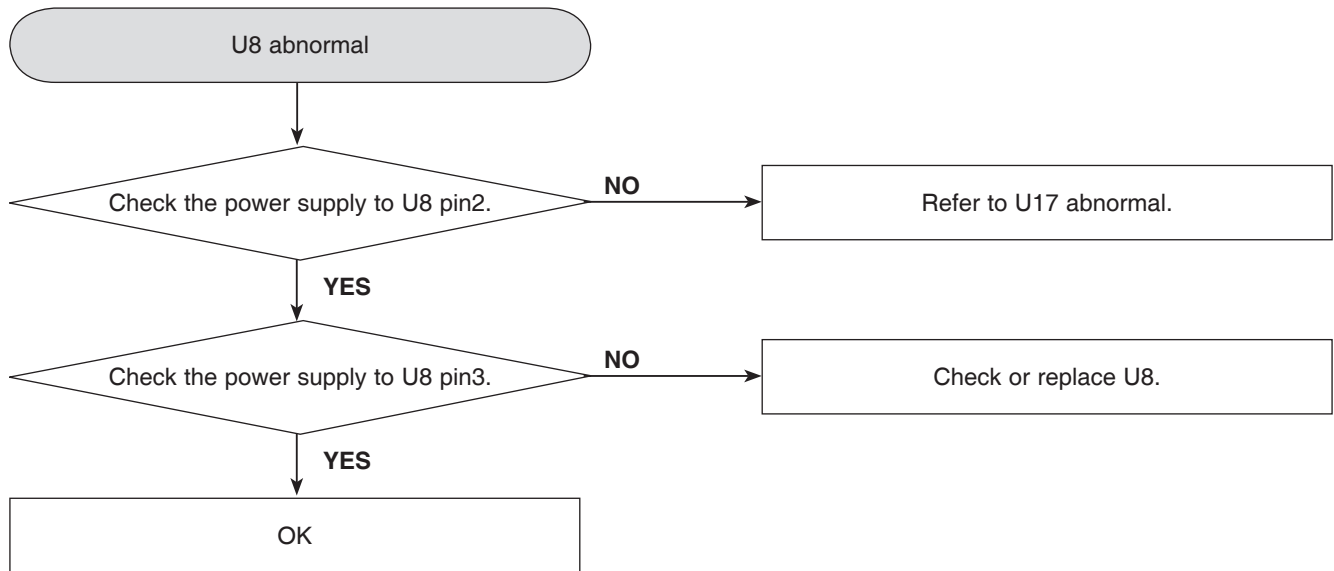 U8 abnormal
Check the power supply to U8 pin2.
NO
Refer to U17 abnormal.
YES
Check the power supply to U8 pin3.
NO
Check or replace U8.
YES
OK